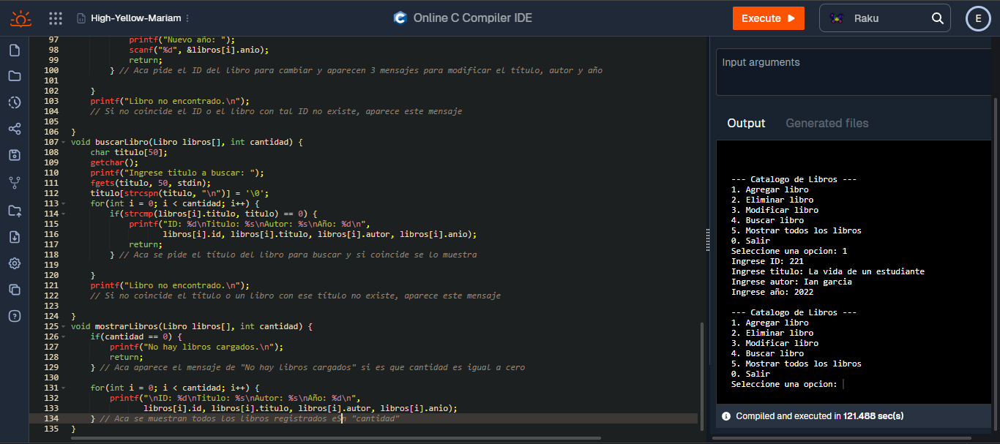 High-Yellow-Mariam
Online C Compiler IDE
Execute
Raku
E
97 printf("Nuevo año: ");
98 scanf("%d", &libros[i].anio);
99 return;
100 } // Aca pide el ID del libro para cambiar y aparecen 3 mensajes para modificar el título, autor y año
101
102 }
103 printf("Libro no encontrado.\n");
104 // Si no coincide el ID o el libro con tal ID no existe, aparece este mensaje
105
106 }
107 void buscarLibro(Libro libros[], int cantidad) {
108 char titulo[50];
109 getchar();
110 printf("Ingrese titulo a buscar: ");
111 fgets(titulo, 50, stdin);
112 titulo[strcspn(titulo, "\n")] = '\0';
113 for(int i = 0; i < cantidad; i++) {
114 if(strcmp(libros[i].titulo, titulo) == 0) {
115 printf("ID: %d\nTitulo: %s\nAutor: %s\nAño: %d\n",
116 libros[i].id, libros[i].titulo, libros[i].autor, libros[i].anio);
117 return;
118 } // Aca se pide el título del libro para buscar y si coincide se lo muestra
119
120 }
121 printf("Libro no encontrado.\n");
122 // Si no coincide el título o un libro con ese título no existe, aparece este mensaje
123
124 }
125 void mostrarLibros(Libro libros[], int cantidad) {
126 if(cantidad == 0) {
127 printf("No hay libros cargados.\n");
128 return;
129 } // Aca aparece el mensaje de "No hay libros cargados" si es que cantidad es igual a cero
130
131 for(int i = 0; i < cantidad; i++) {
132 printf("\nID: %d\nTitulo: %s\nAutor: %s\nAño: %d\n",
133 libros[i].id, libros[i].titulo, libros[i].autor, libros[i].anio);
134 } // Aca se muestran todos los libros registrados eSn "cantidad"
135 }
Input arguments
Output Generated files
--- Catalogo de Libros ---
1. Agregar libro
2. Eliminar libro
3. Modificar libro
4. Buscar libro
5. Mostrar todos los libros
0. Salir
Seleccione una opcion: 1
Ingrese ID: 221
Ingrese titulo: La vida de un estudiante
Ingrese autor: Ian garcia
Ingrese año: 2022
--- Catalogo de Libros ---
1. Agregar libro
2. Eliminar libro
3. Modificar libro
4. Buscar libro
5. Mostrar todos los libros
0. Salir
Seleccione una opcion:
Compiled and executed in 121.488 sec(s)